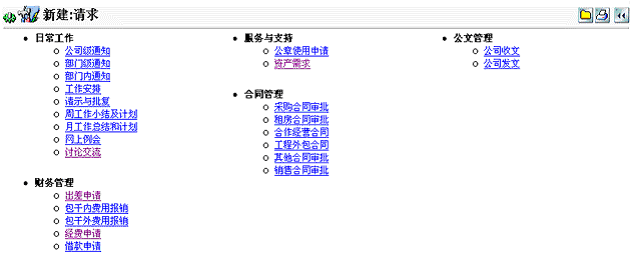 新建:请求
日常工作
公司级通知
部门级通知
部门内通知
工作安排
请示与批复
周工作小结及计划
月工作总结和计划
网上例会
讨论交流
财务管理
出差申请
包干内费用报销
包干外费用报销
经费申请
借款申请
服务与支持
公章使用申请
资产需求
合同管理
采购合同审批
租房合同审批
合作经营合同
工程外包合同
其他合同审批
销售合同审批
公文管理
公司收文
公司发文